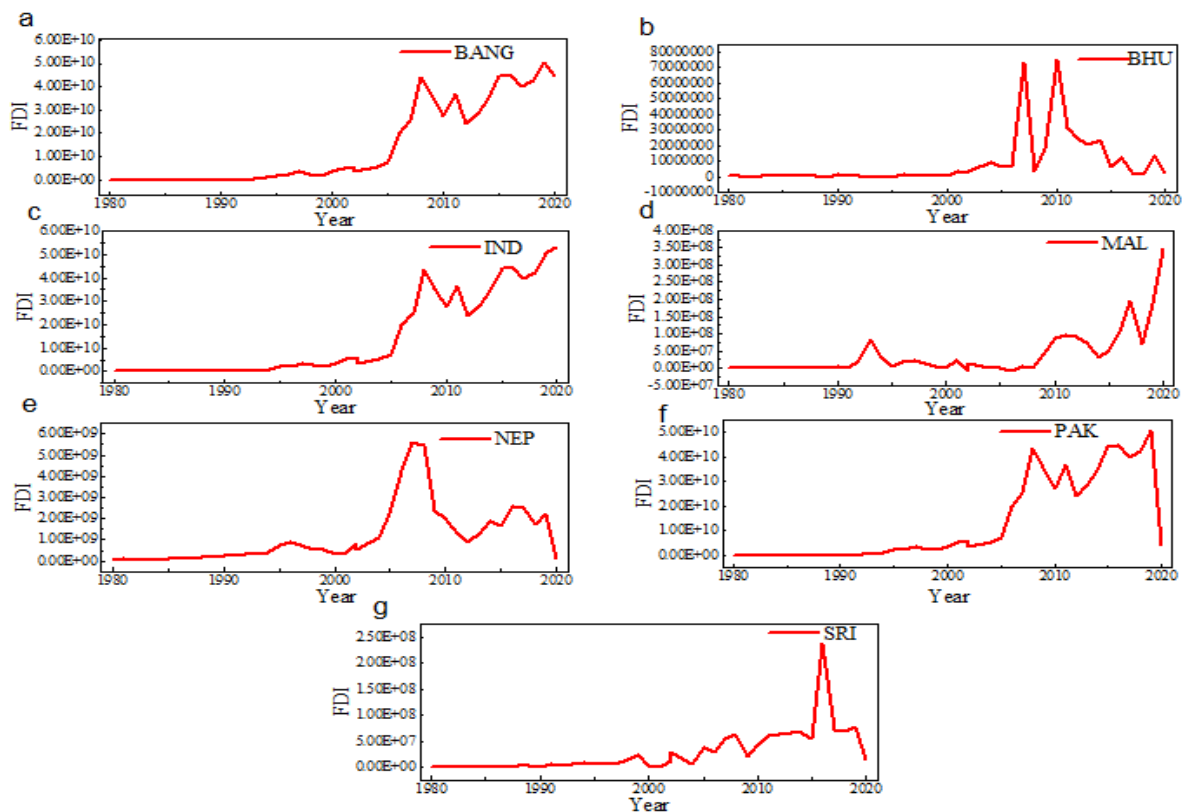 a
6.00E+10
5.00E+10
4.00E+10
3.00E+10
2.00E+10
1.00E+10
0.00E+00
FDI
BANG
1980 1990 2000 2010 2020
Year
b
80000000
70000000
60000000
50000000
40000000
30000000
20000000
10000000
0
-10000000
FDI
BHU
1980 1990 2000 2010 2020
Year
c
6.00E+10
5.00E+10
4.00E+10
3.00E+10
2.00E+10
1.00E+10
0.00E+00
FDI
IND
1980 1990 2000 2010 2020
Year
d
4.00E+08
3.50E+08
3.00E+08
2.50E+08
2.00E+08
1.50E+08
1.00E+08
5.00E+07
0.00E+00
-5.00E+07
FDI
MAL
1980 1990 2000 2010 2020
Year
e
6.00E+09
5.00E+09
4.00E+09
3.00E+09
2.00E+09
1.00E+09
0.00E+00
FDI
NEP
1980 1990 2000 2010 2020
Year
f
5.00E+10
4.00E+10
3.00E+10
2.00E+10
1.00E+10
0.00E+00
FDI
PAK
1980 1990 2000 2010 2020
Year
g
2.50E+08
2.00E+08
1.50E+08
1.00E+08
5.00E+07
0.00E+00
FDI
SRI
1980 1990 2000 2010 2020
Year